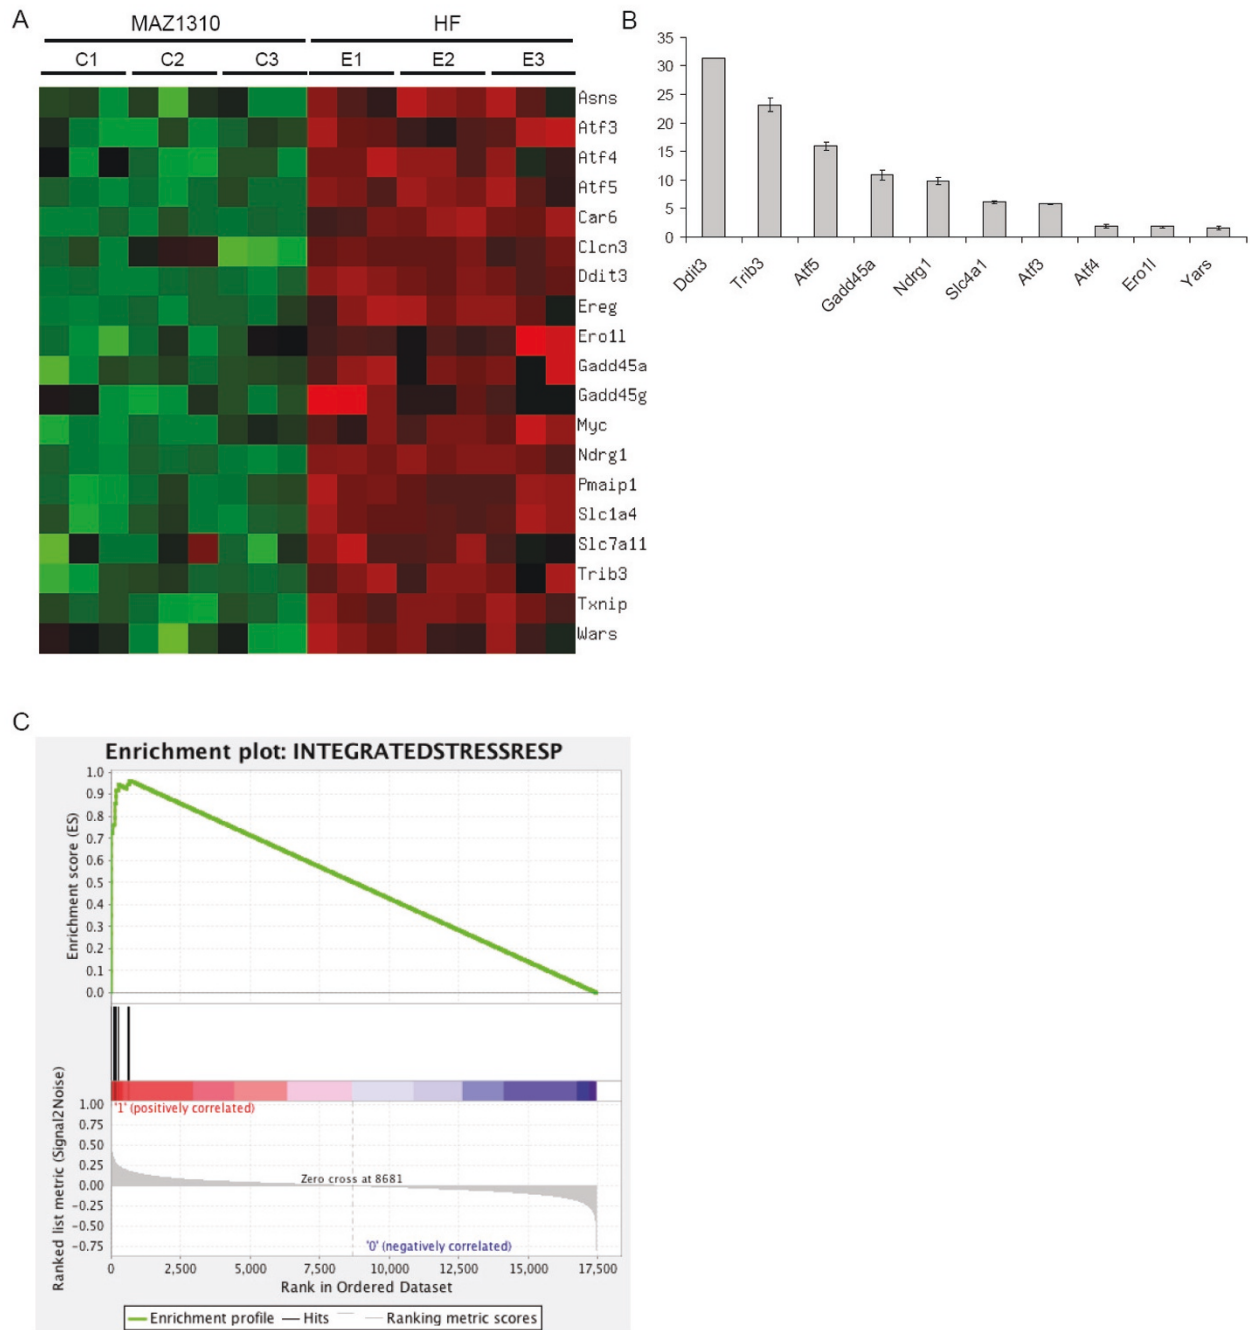 A
MAZ1310 HF
C1 C2 C3 E1 E2 E3
Asns
Atf3
Atf4
Atf5
Car6
Clcn3
Ddit3
Ereg
Ero1l
Gadd45a
Gadd45g
Myc
Ndrg1
Pmaip1
Slc1a4
Slc7a11
Trib3
Txnip
Wars
B
35
30
25
20
15
10
5
0
Ddit3 Trib3 Atf5 Gadd45a Ndrg1 Slc4a1 Atf3 Atf4 Ero1l Yars
C
Enrichment plot: INTEGRATEDSTRESSRESP
Enrichment score (ES)
1.0
0.9
0.8
0.7
0.6
0.5
0.4
0.3
0.2
0.1
0.0
'1' (positively correlated)
Ranked list metric (Signal2Noise)
1.00
0.75
0.50
0.25
0.00
-0.25
-0.50
-0.75
Zero cross at 8681
'0' (negatively correlated)
0 2,500 5,000 7,500 10,000 12,500 15,000 17,500
Rank in Ordered Dataset
Enrichment profile Hits Ranking metric scores